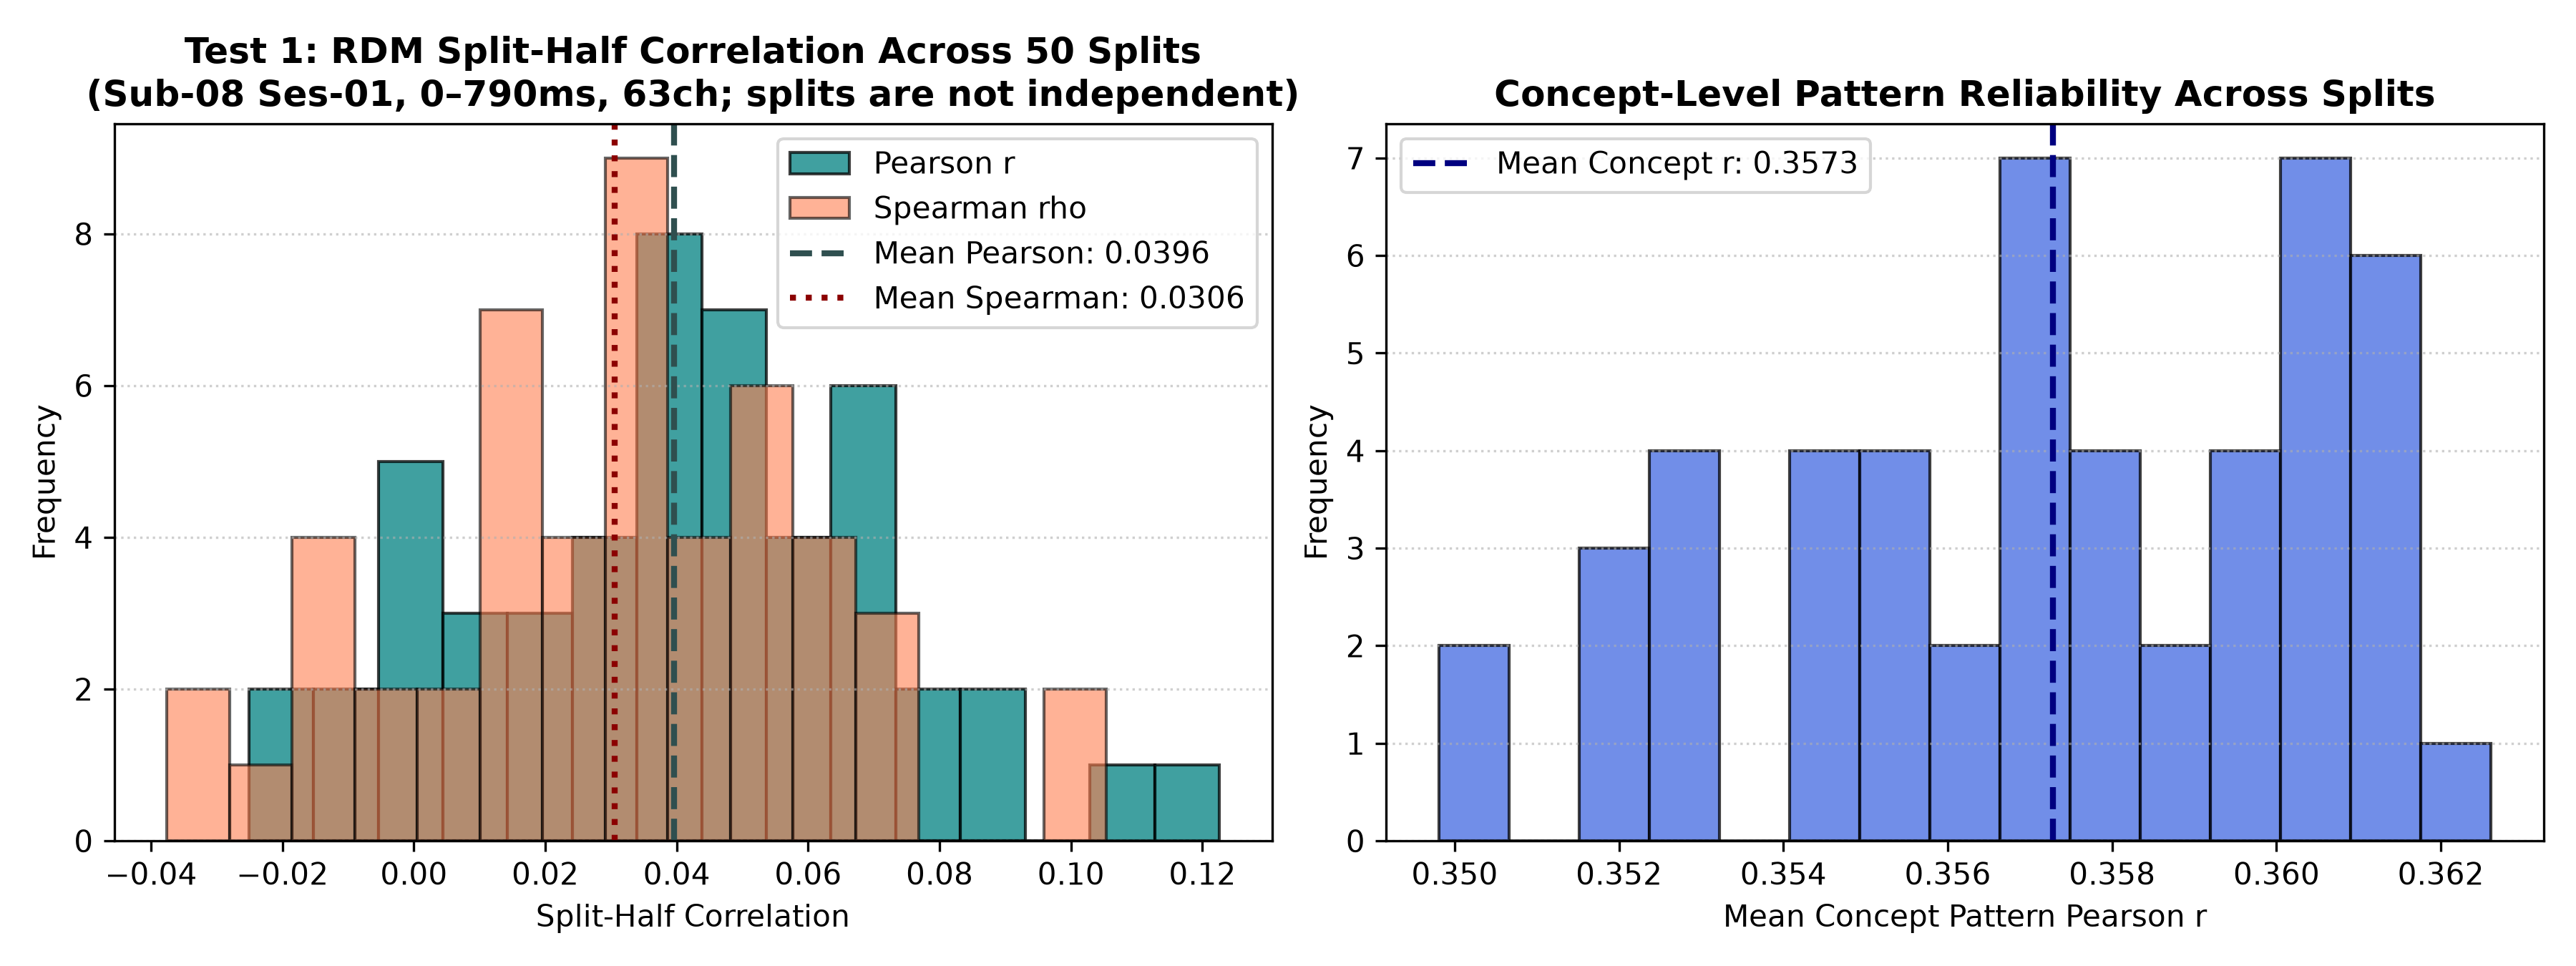 Test 1: RDM Split-Half Correlation Across 50 Splits
(Sub-08 Ses-01, 0–790ms, 63ch; splits are not independent)
Pearson r
Spearman rho
Mean Pearson: 0.0396
Mean Spearman: 0.0306
Frequency
8
6
4
2
0
−0.04
−0.02
0.00
0.02
0.04
0.06
0.08
0.10
0.12
Split-Half Correlation
Concept-Level Pattern Reliability Across Splits
Mean Concept r: 0.3573
Frequency
7
6
5
4
3
2
1
0
0.350
0.352
0.354
0.356
0.358
0.360
0.362
Mean Concept Pattern Pearson r